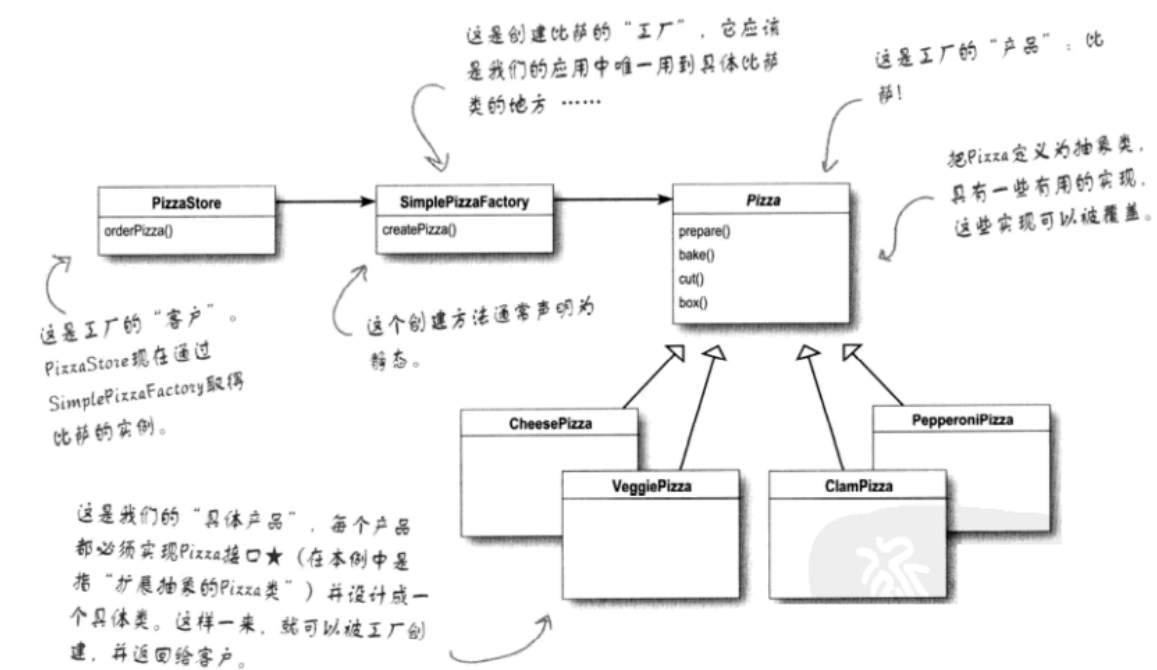 这是创建比萨的“工厂”，它应该
是我们的应用中唯一用到具体比萨
类的地方……
这是工厂的“产品”：比
萨！
把Pizza定义为抽象类，
具有一些有用的实现，
这些实现可以被覆盖。
PizzaStore
orderPizza()
SimplePizzaFactory
createPizza()
Pizza
prepare()
bake()
cut()
box()
这是工厂的“客户”。
PizzaStore现在通过
SimplePizzaFactory取得
比萨的实例。
这个创建方法通常声明为
静态。
CheesePizza
VeggiePizza
ClamPizza
PepperoniPizza
这是我们的“具体产品”，每个产品
都必须实现Pizza接口★（在本例中是
指“扩展抽象的Pizza类”）并设计成一
个具体类。这样一来，就可以被工厂创
建，并返回给客户。